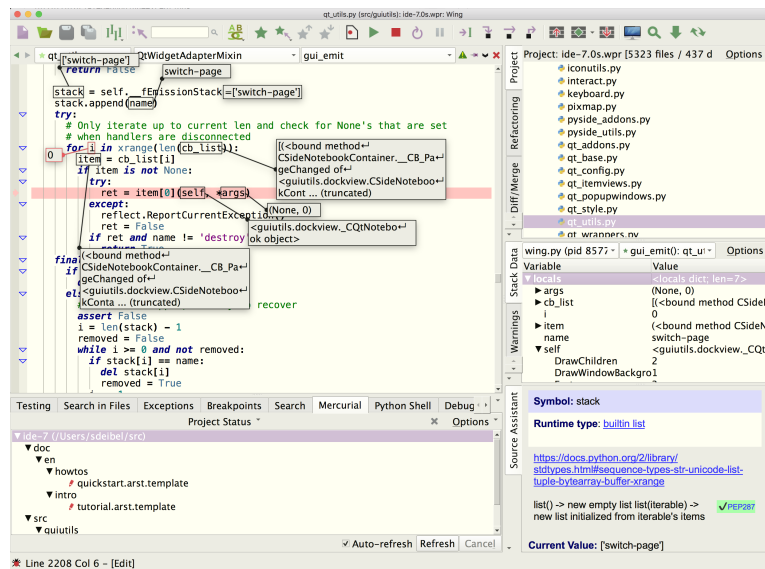 qt_utils.py (src/guiutils): ide-7.0s.wpr: Wing
['switch-page']
QtWidgetAdapterMixin
gui_emit
return False
switch-page
stack = self.__fEmissionStack
=['switch-page']
stack.append(name)
try:
# Only iterate up to current len and check for None's that are set
# when handlers are disconnected
for i in xrange(len(cb_list)):
0
item = cb_list[i]
if item is not None:
try:
ret = item[0](self, *args)
except:
reflect.ReportCurrentException()
ret = False
if ret and name != 'destroy
return True
[(<bound method↵
CSideNotebookContainer.__CB_Pa↵
geChanged of↵
<guiutils.dockview.CSideNoteboo↵
kCont ... (truncated)
(None, 0)
<guiutils.dockview._CQtNotebo↵
ok object>
(<bound method↵
CSideNotebookContainer.__CB_Pa↵
geChanged of↵
<guiutils.dockview.CSideNoteboo↵
kConta ... (truncated)
recover
assert False
i = len(stack) - 1
removed = False
while i >= 0 and not removed:
if stack[i] == name:
del stack[i]
removed = True
Testing Search in Files Exceptions Breakpoints Search Mercurial Python Shell Debug
Project Status
Options
ide-7 (/Users/sdeibel/src)
doc
en
howtos
quickstart.arst.template
intro
tutorial.arst.template
src
guiutils
Auto-refresh Refresh Cancel
Line 2208 Col 6 – [Edit]
Project
Refactoring
Diff/Merge
Project: ide-7.0s.wpr [5323 files / 437 d Options
iconutils.py
interact.py
keyboard.py
pixmap.py
pyside_addons.py
pyside_utils.py
qt_addons.py
qt_base.py
qt_config.py
qt_itemviews.py
qt_popupwindows.py
qt_style.py
qt_utils.py
qt_wrappers.py
Stack Data
Warnings
wing.py (pid 8577 gui_emit(): qt_ut Options
Variable Value
locals <locals dict; len=7>
args (None, 0)
cb_list [(<bound method CSideI
i 0
item (<bound method CSideN
name switch-page
self <guiutils.dockview._CQt
DrawChildren 2
DrawWindowBackgro 1
Source Assistant
Symbol: stack
Runtime type: builtin list
https://docs.python.org/2/library/
stdtypes.html#sequence-types-str-unicode-list-
tuple-bytearray-buffer-xrange
list() -> new empty list list(iterable) ->
new list initialized from iterable's items
✓PEP287
Current Value: ['switch-page']